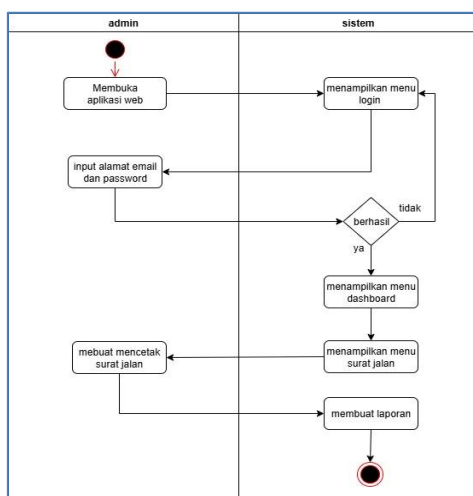 admin
sistem
Membuka
aplikasi web
menampilkan menu
login
input alamat email
dan password
berhasil
tidak
ya
menampilkan menu
dashboard
menampilkan menu
surat jalan
mebuat mencetak
surat jalan
membuat laporan